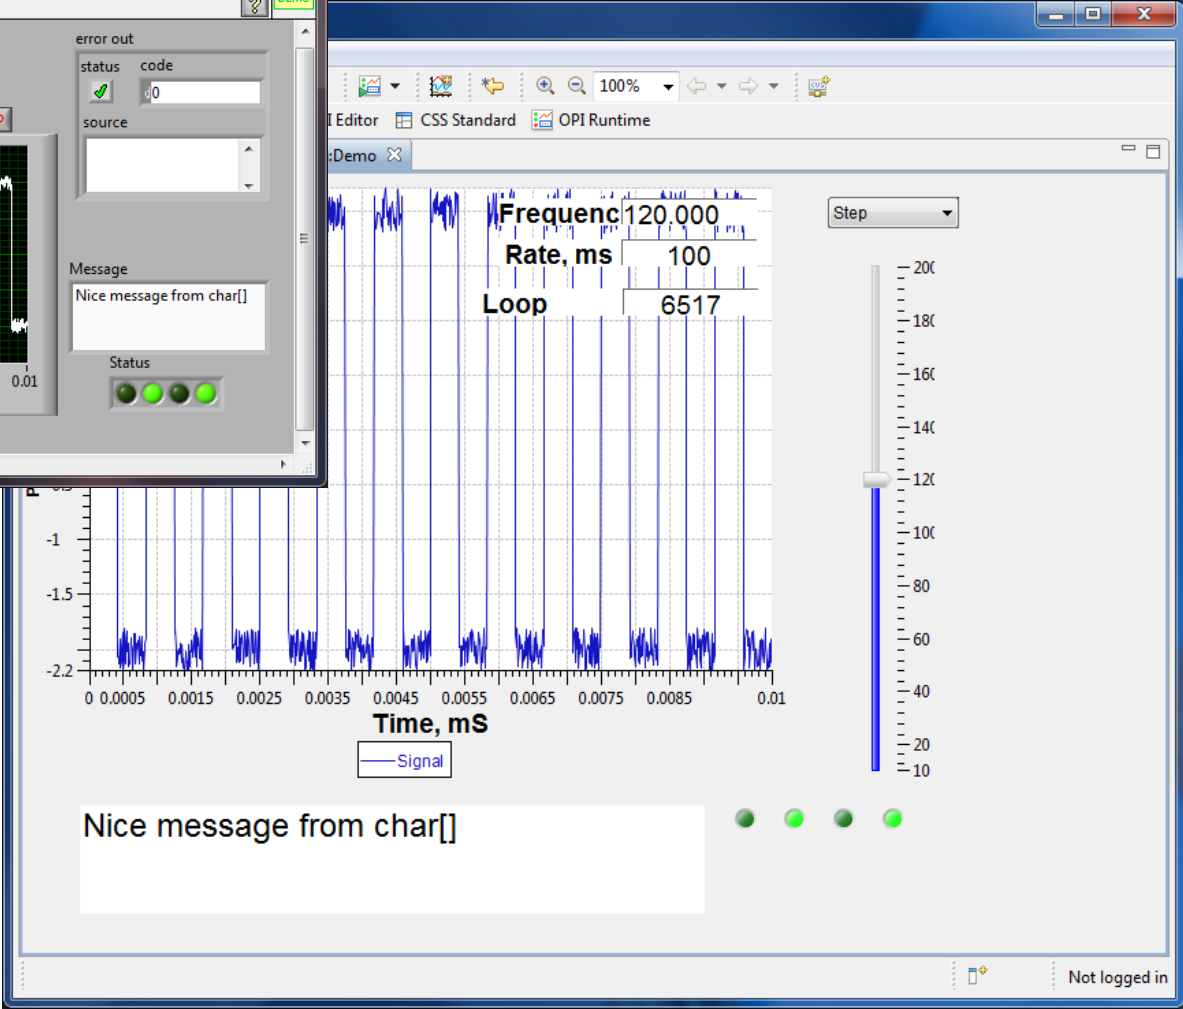 DEMO
?
error out
status
code
d0
source
Message
Nice message from char[]
Status
0.01
100%
I Editor
CSS Standard
OPI Runtime
:Demo
Frequenc
120.000
Rate, ms
100
Loop
6517
Step
200
180
160
140
120
100
80
60
40
20
10
-1
-1.5
-2.2
0 0.0005 0.0015 0.0025 0.0035 0.0045 0.0055 0.0065 0.0075 0.0085 0.01
Time, mS
Signal
Nice message from char[]
Not logged in